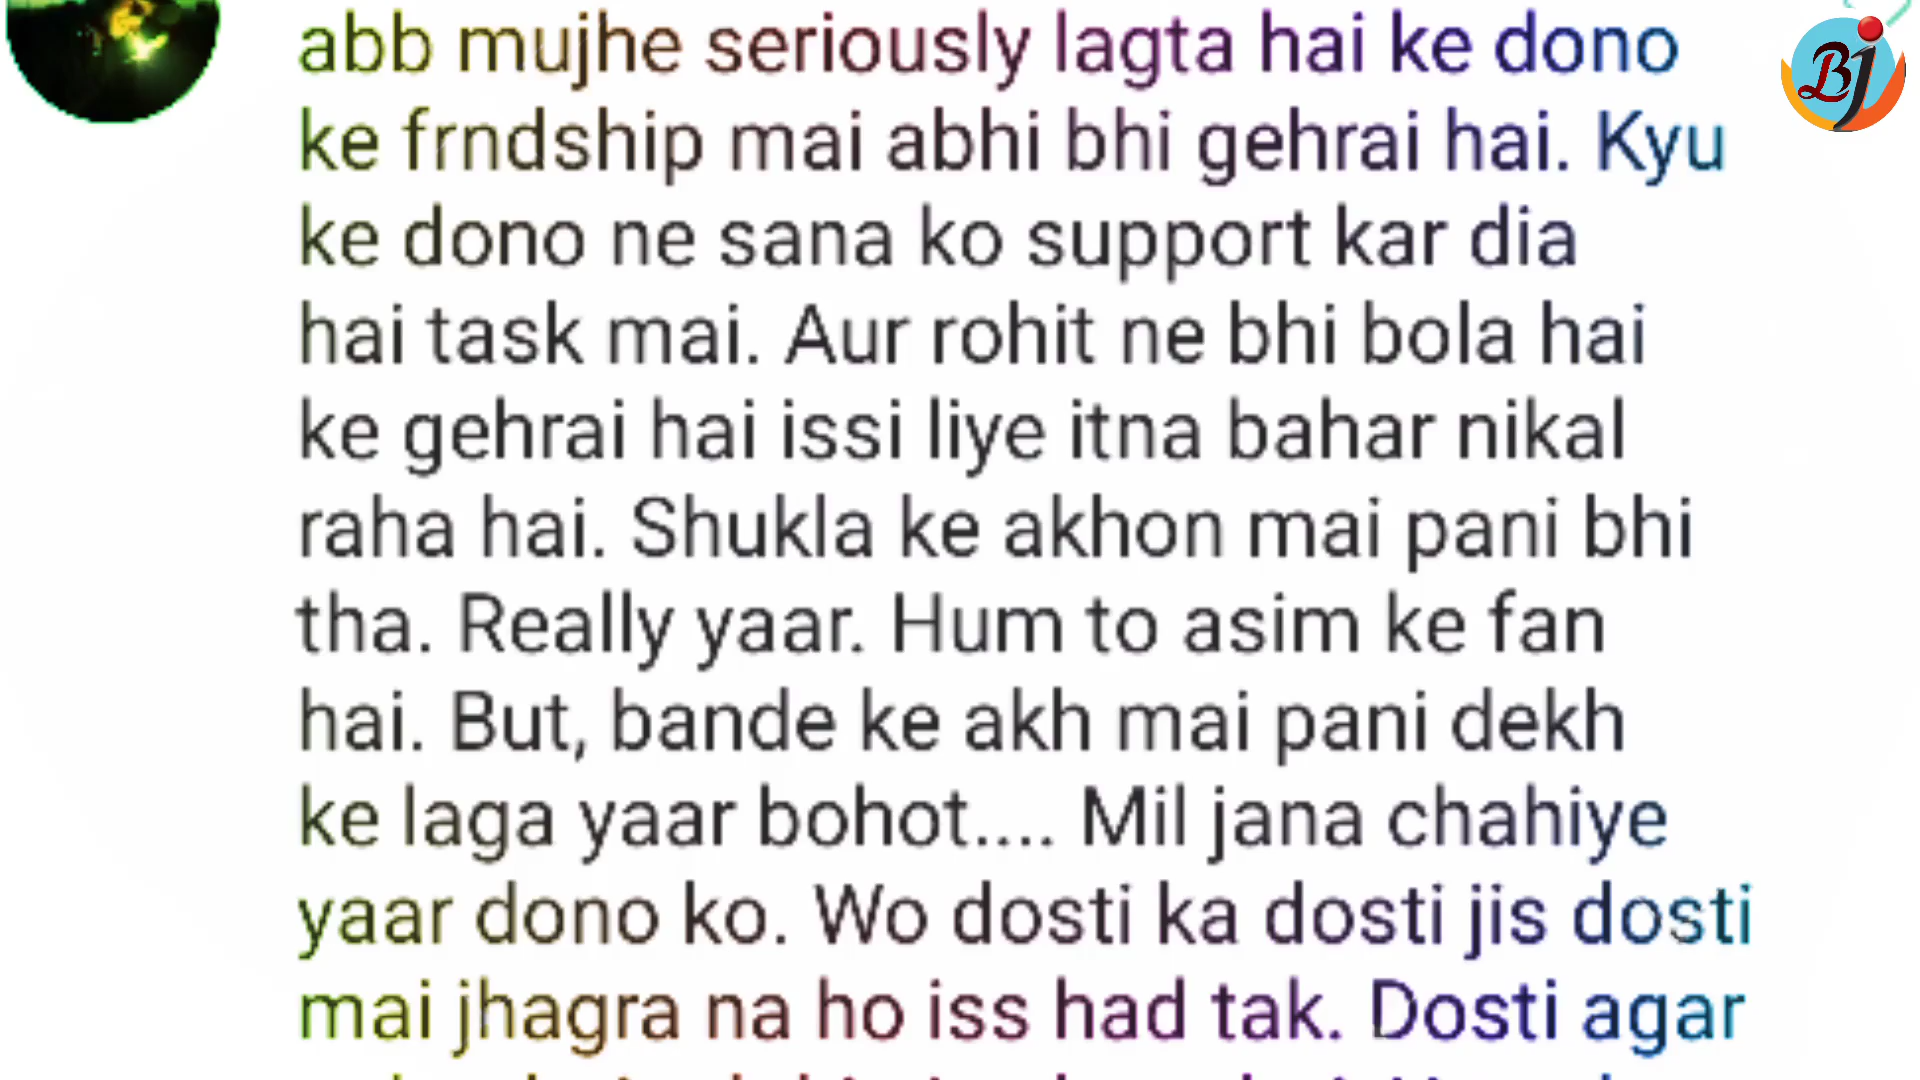 abb mujhe seriously lagta hai ke dono
ke frndship mai abhi bhi gehrai hai. Kyu
ke dono ne sana ko support kar dia
hai task mai. Aur rohit ne bhi bola hai
ke gehrai hai issi liye itna bahar nikal
raha hai. Shukla ke akhon mai pani bhi
tha. Really yaar. Hum to asim ke fan
hai. But, bande ke akh mai pani dekh
ke laga yaar bohot.... Mil jana chahiye
yaar dono ko. Wo dosti ka dosti jis dosti
mai jhagra na ho iss had tak. Dosti agar
BJ